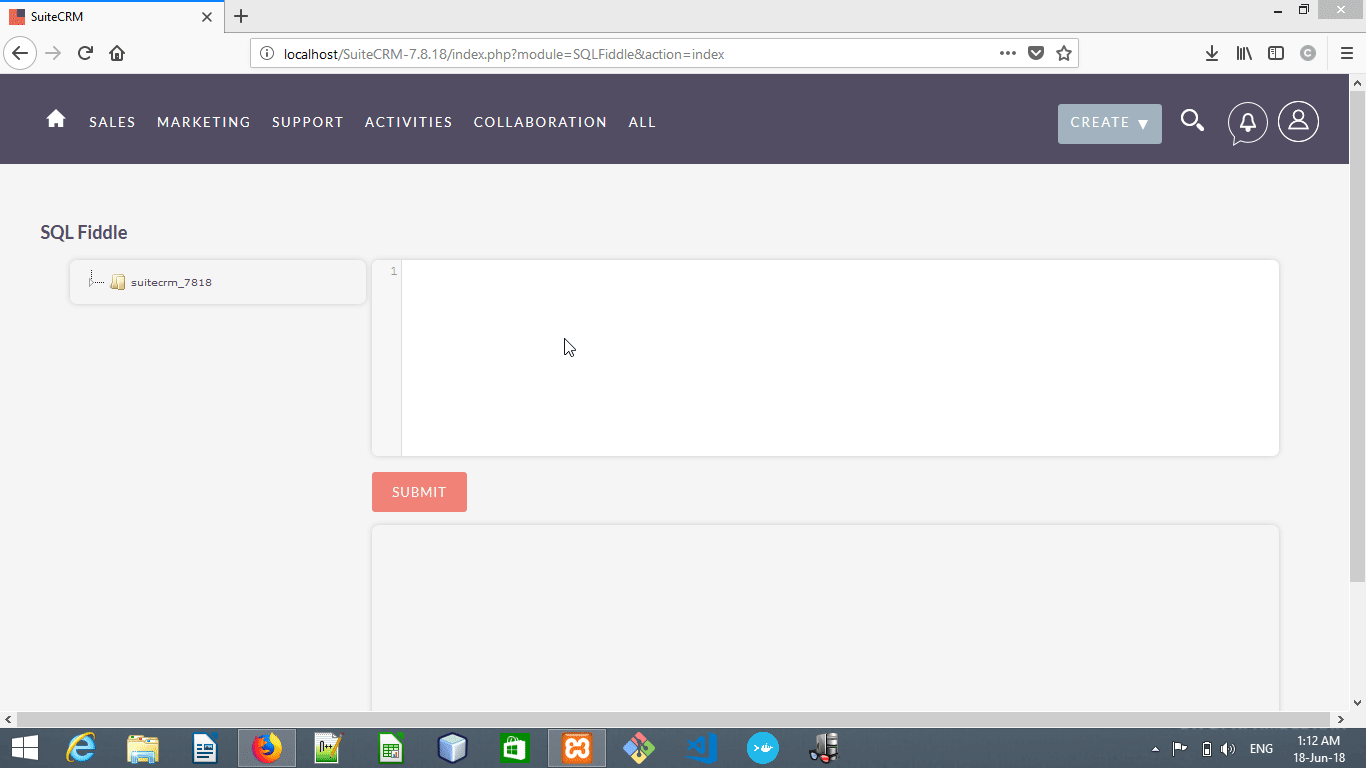 SuiteCRM
localhost/SuiteCRM-7.8.18/index.php?module=SQLFiddle&action=index
SALES MARKETING SUPPORT ACTIVITIES COLLABORATION ALL CREATE
SQL Fiddle
suitecrm_7818
1
SUBMIT
ENG
1:12 AM
18-Jun-18